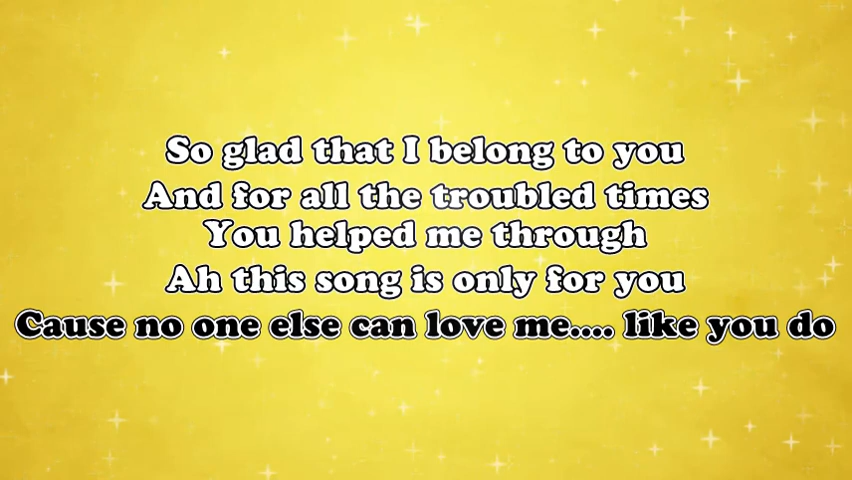 So glad that I belong to you
And for all the troubled times
You helped me through
Ah this song is only for you
Cause no one else can love me.... like you do